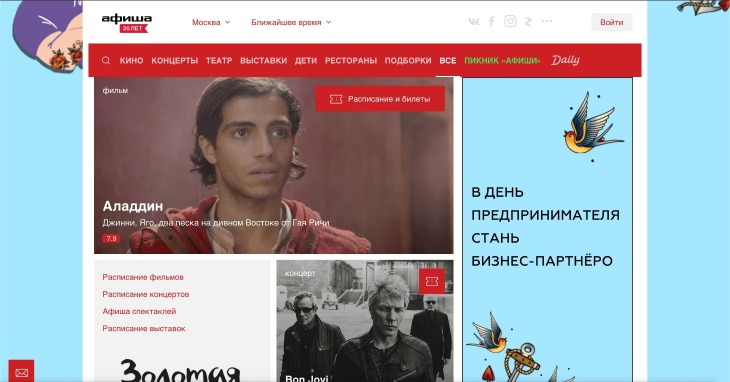 афиша
20 ЛЕТ
Москва
Ближайшее время
Войти
КИНО КОНЦЕРТЫ ТЕАТР ВЫСТАВКИ ДЕТИ РЕСТОРАНЫ ПОДБОРКИ ВСЕ ПИКНИК «АФИШИ» Daily
фильм
Расписание и билеты
Аладдин
Джинни, Яго, два песка на дивном Востоке от Гая Ричи
7.9
Расписание фильмов
Расписание концертов
Афиша спектаклей
Расписание выставок
Золотая
концерт
Bon Jovi
В ДЕНЬ
ПРЕДПРИНИМАТЕЛЯ
СТАНЬ
БИЗНЕС-ПАРТНЁРО